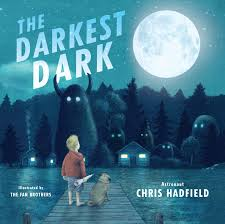 THE
DARKEST
DARK
Illustrated by
THE FAN BROTHERS
Astronaut
CHRIS HADFIELD